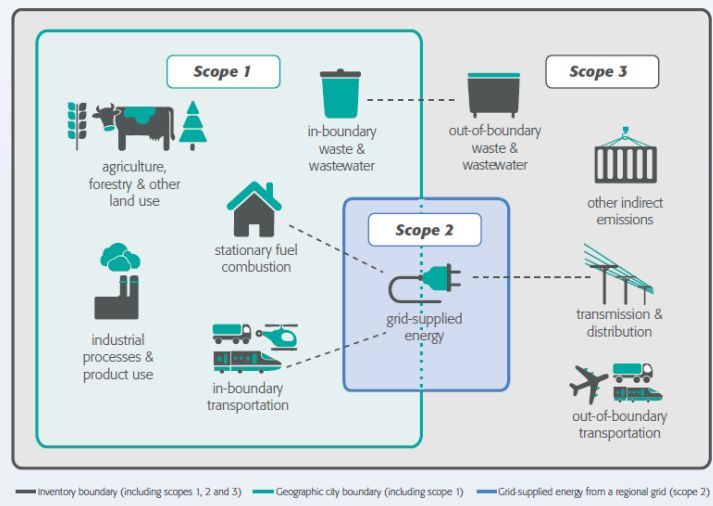 Scope 1
Scope 3
in-boundary
waste &
wastewater
out-of-boundary
waste &
wastewater
agriculture,
forestry & other
land use
other indirect
emissions
Scope 2
stationary fuel
combustion
grid-supplied
energy
transmission &
distribution
industrial
processes &
product use
in-boundary
transportation
out-of-boundary
transportation
Inventory boundary (including scopes 1, 2 and 3)
Geographic city boundary (including scope 1)
Grid-supplied energy from a regional grid (scope 2)